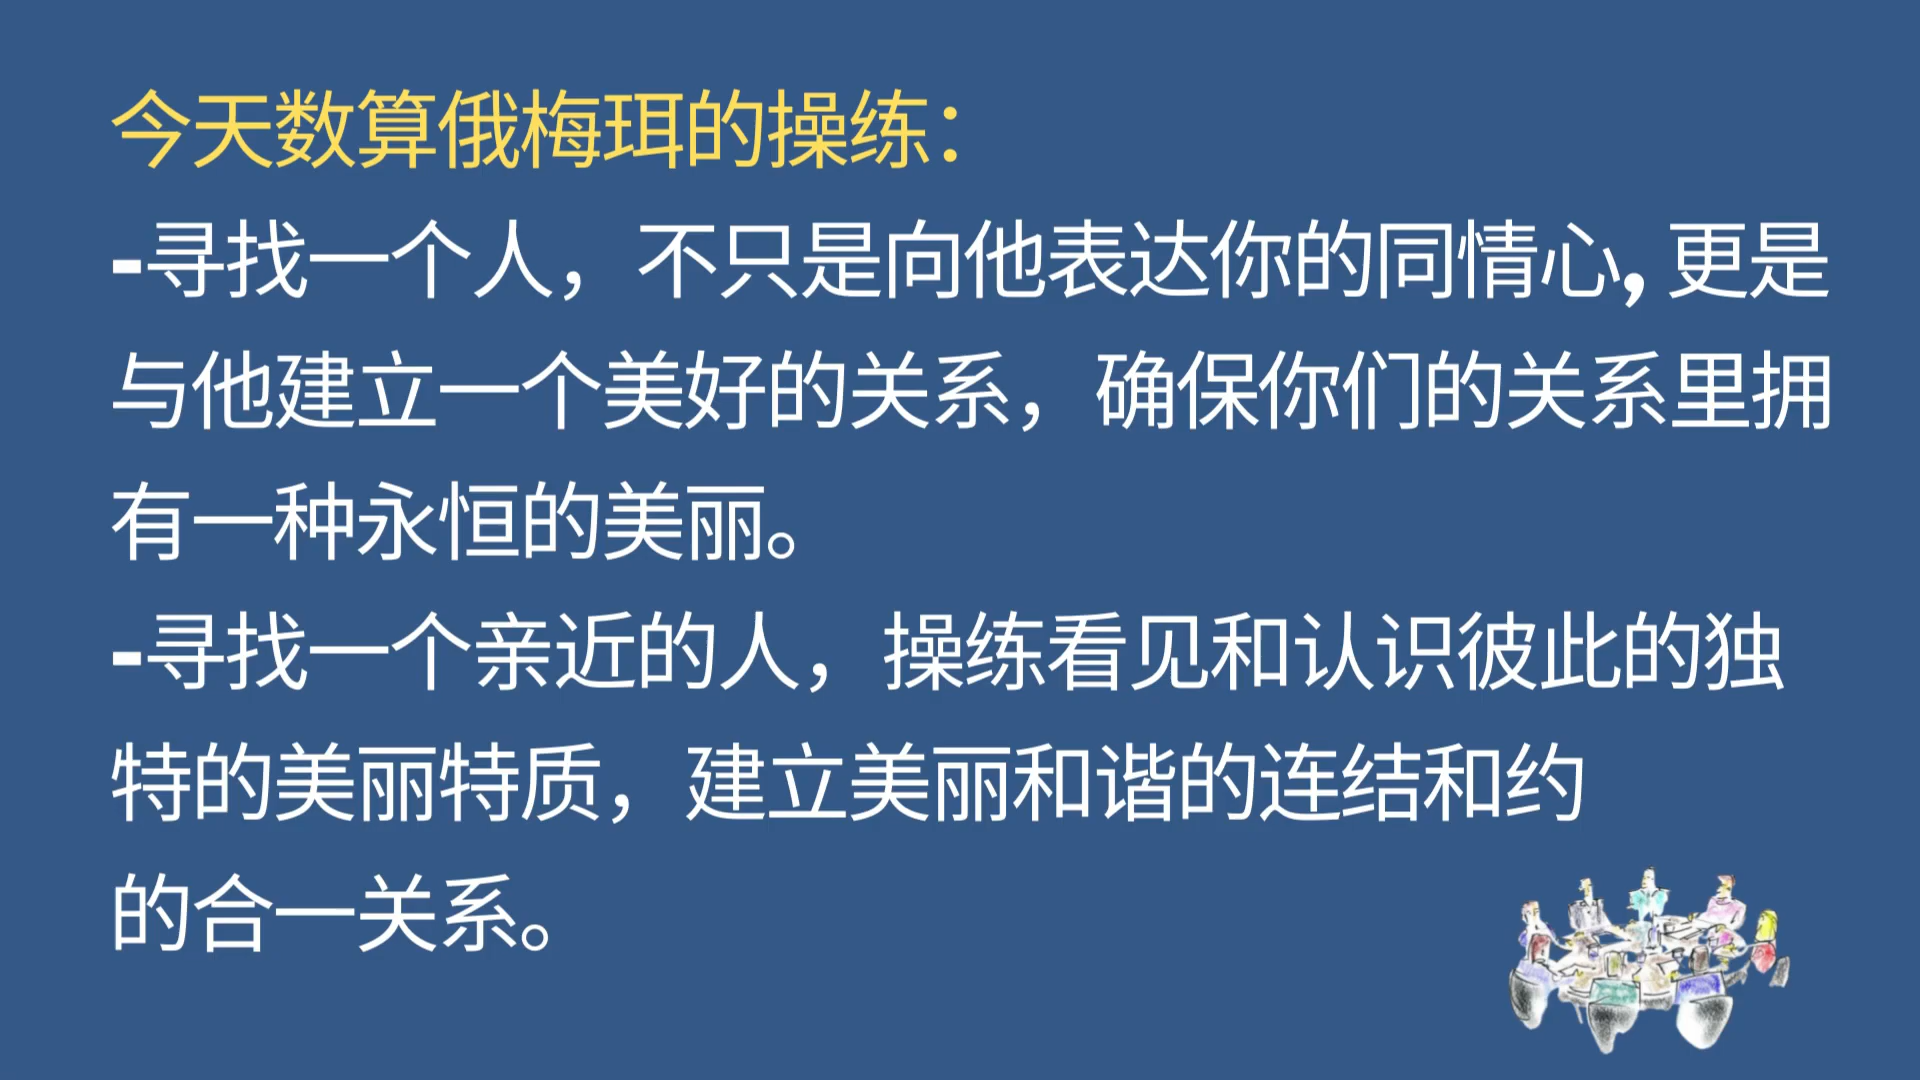 今天数算俄梅珥的操练：
-寻找一个人，不只是向他表达你的同情心，更是
与他建立一个美好的关系，确保你们的关系里拥
有一种永恒的美丽。
-寻找一个亲近的人，操练看见和认识彼此的独
特的美丽特质，建立美丽和谐的连结和约
的合一关系。